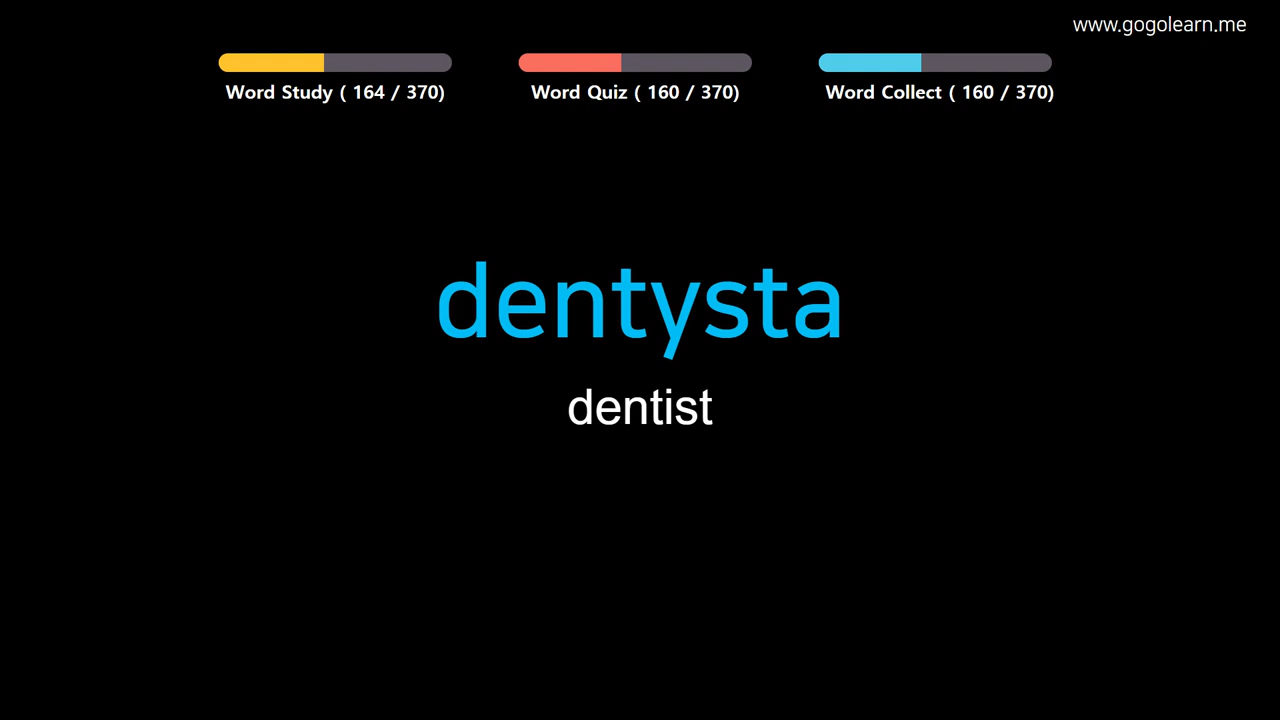 www.gogolearn.me
Word Study ( 164 / 370)
Word Quiz ( 160 / 370)
Word Collect ( 160 / 370)
dentysta
dentist